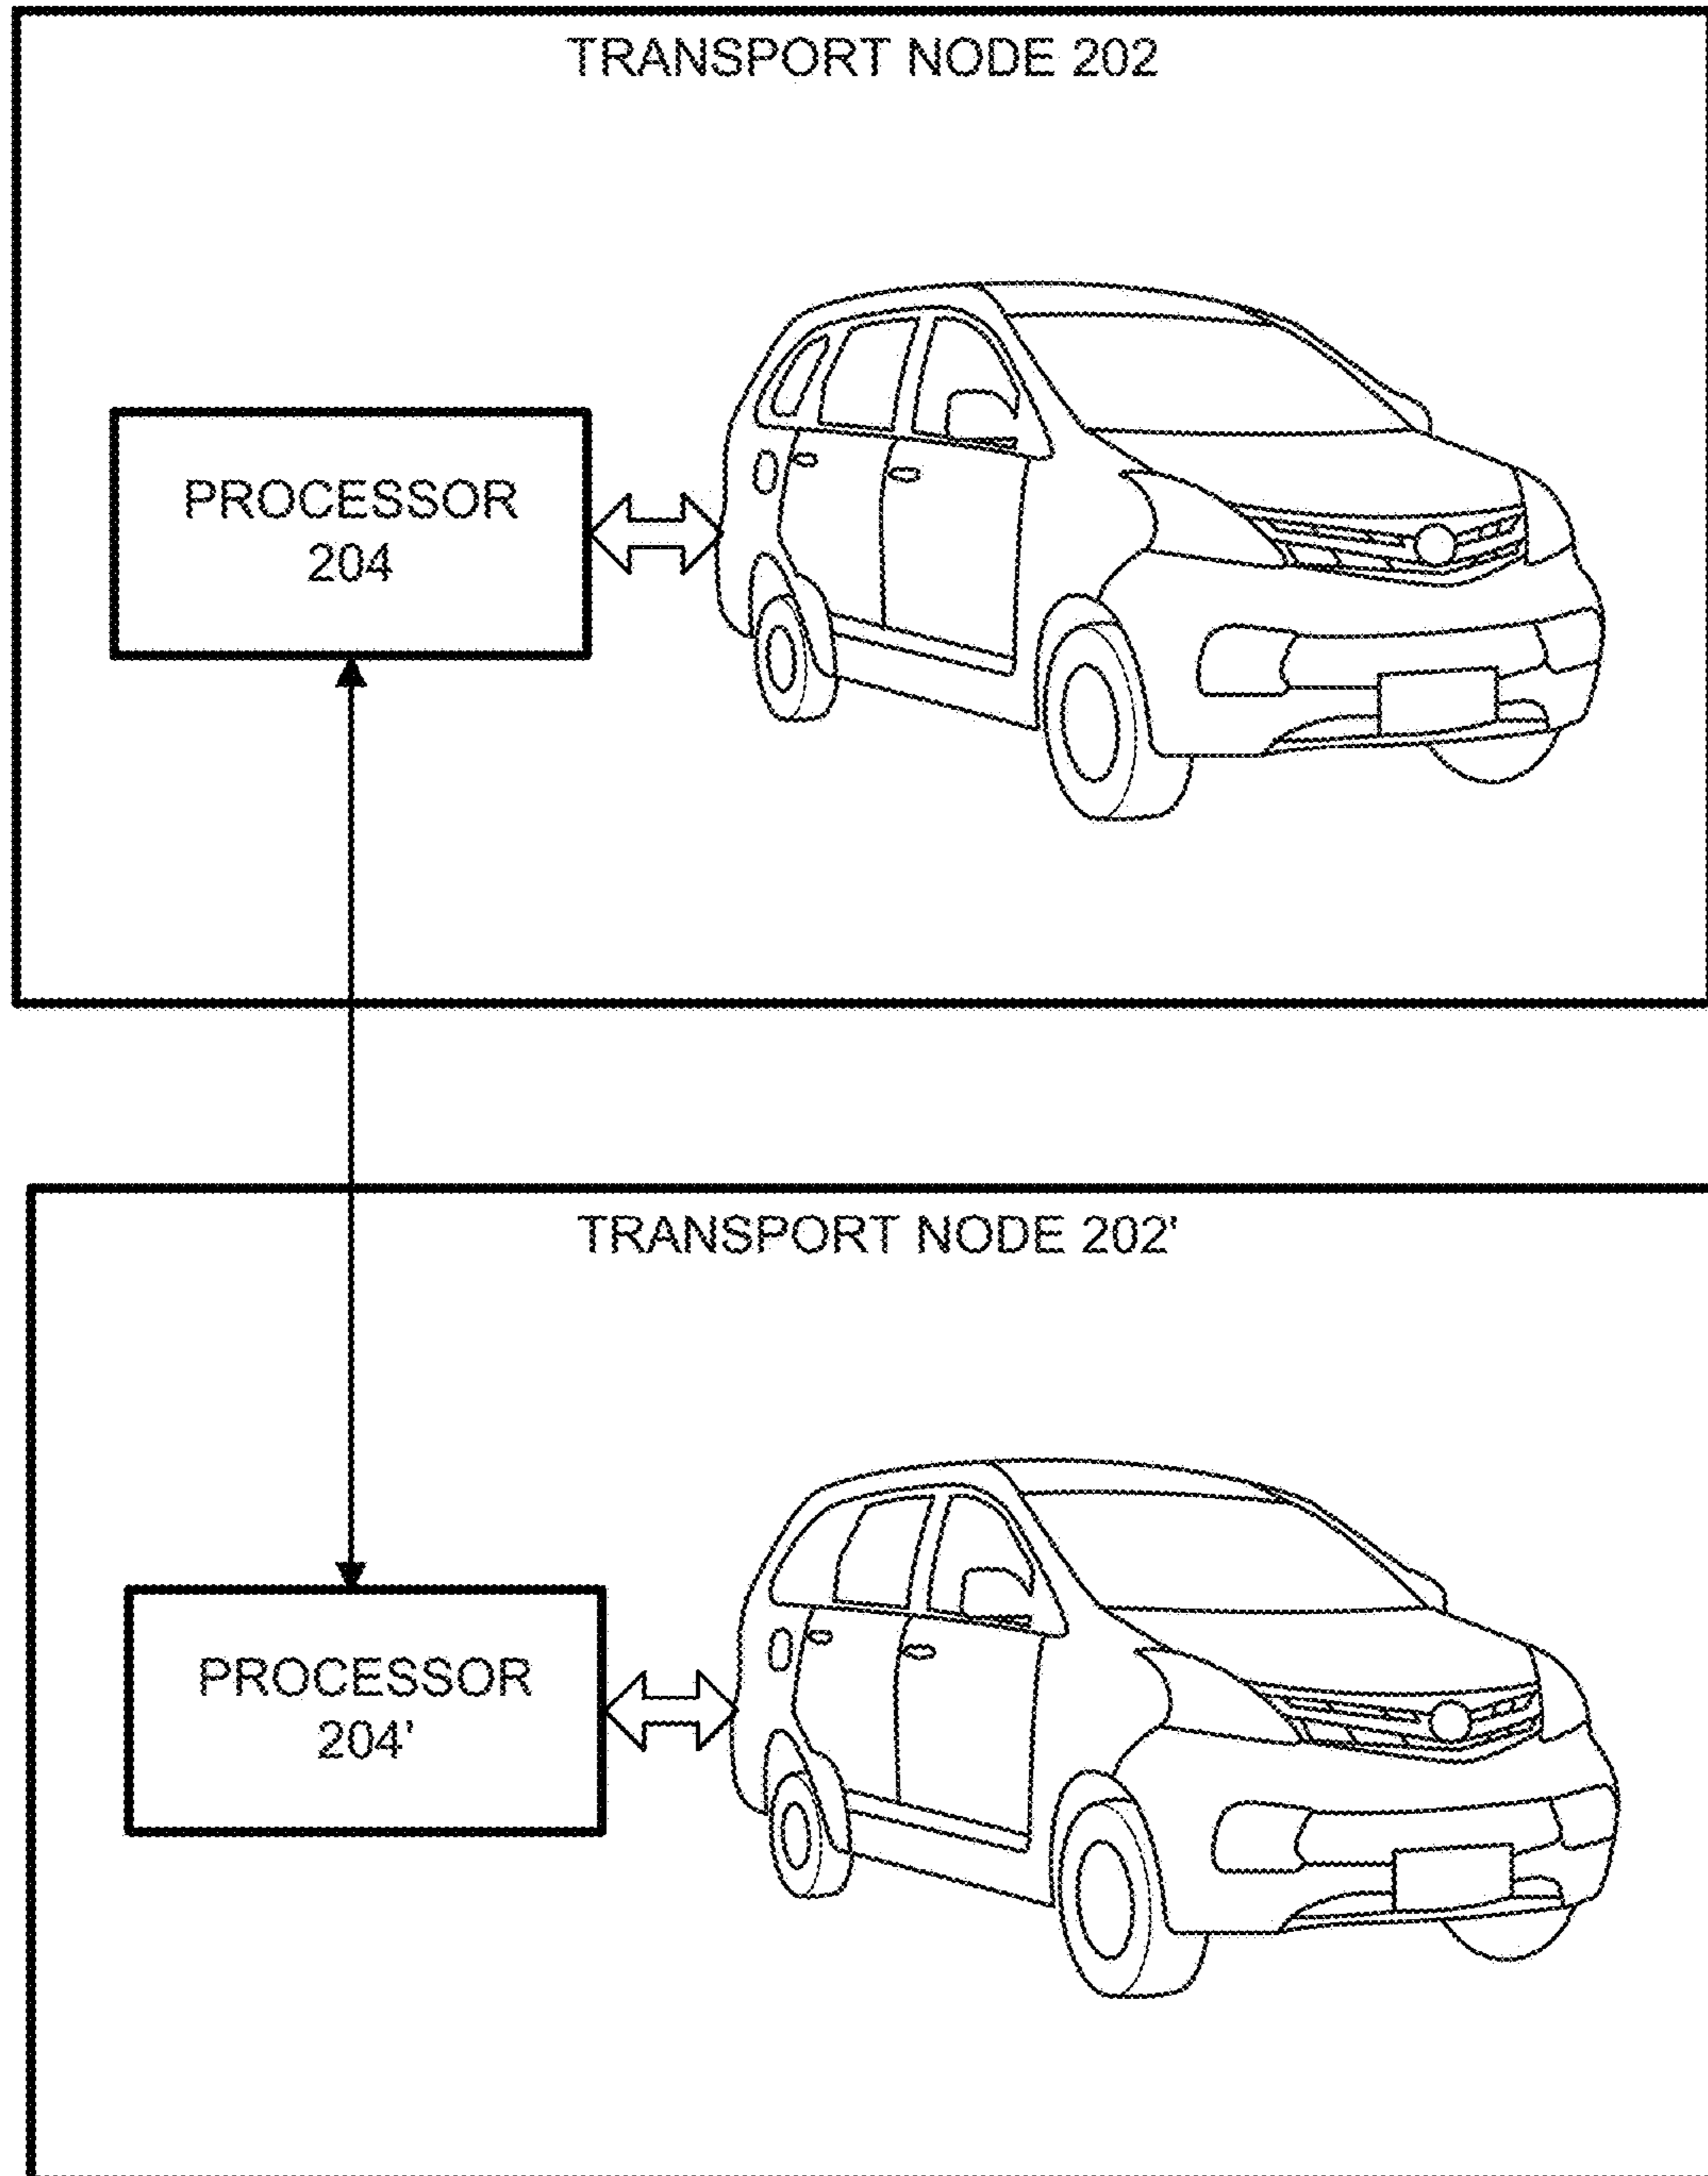 TRANSPORT NODE 202
PROCESSOR
204
TRANSPORT NODE 202'
PROCESSOR
204'